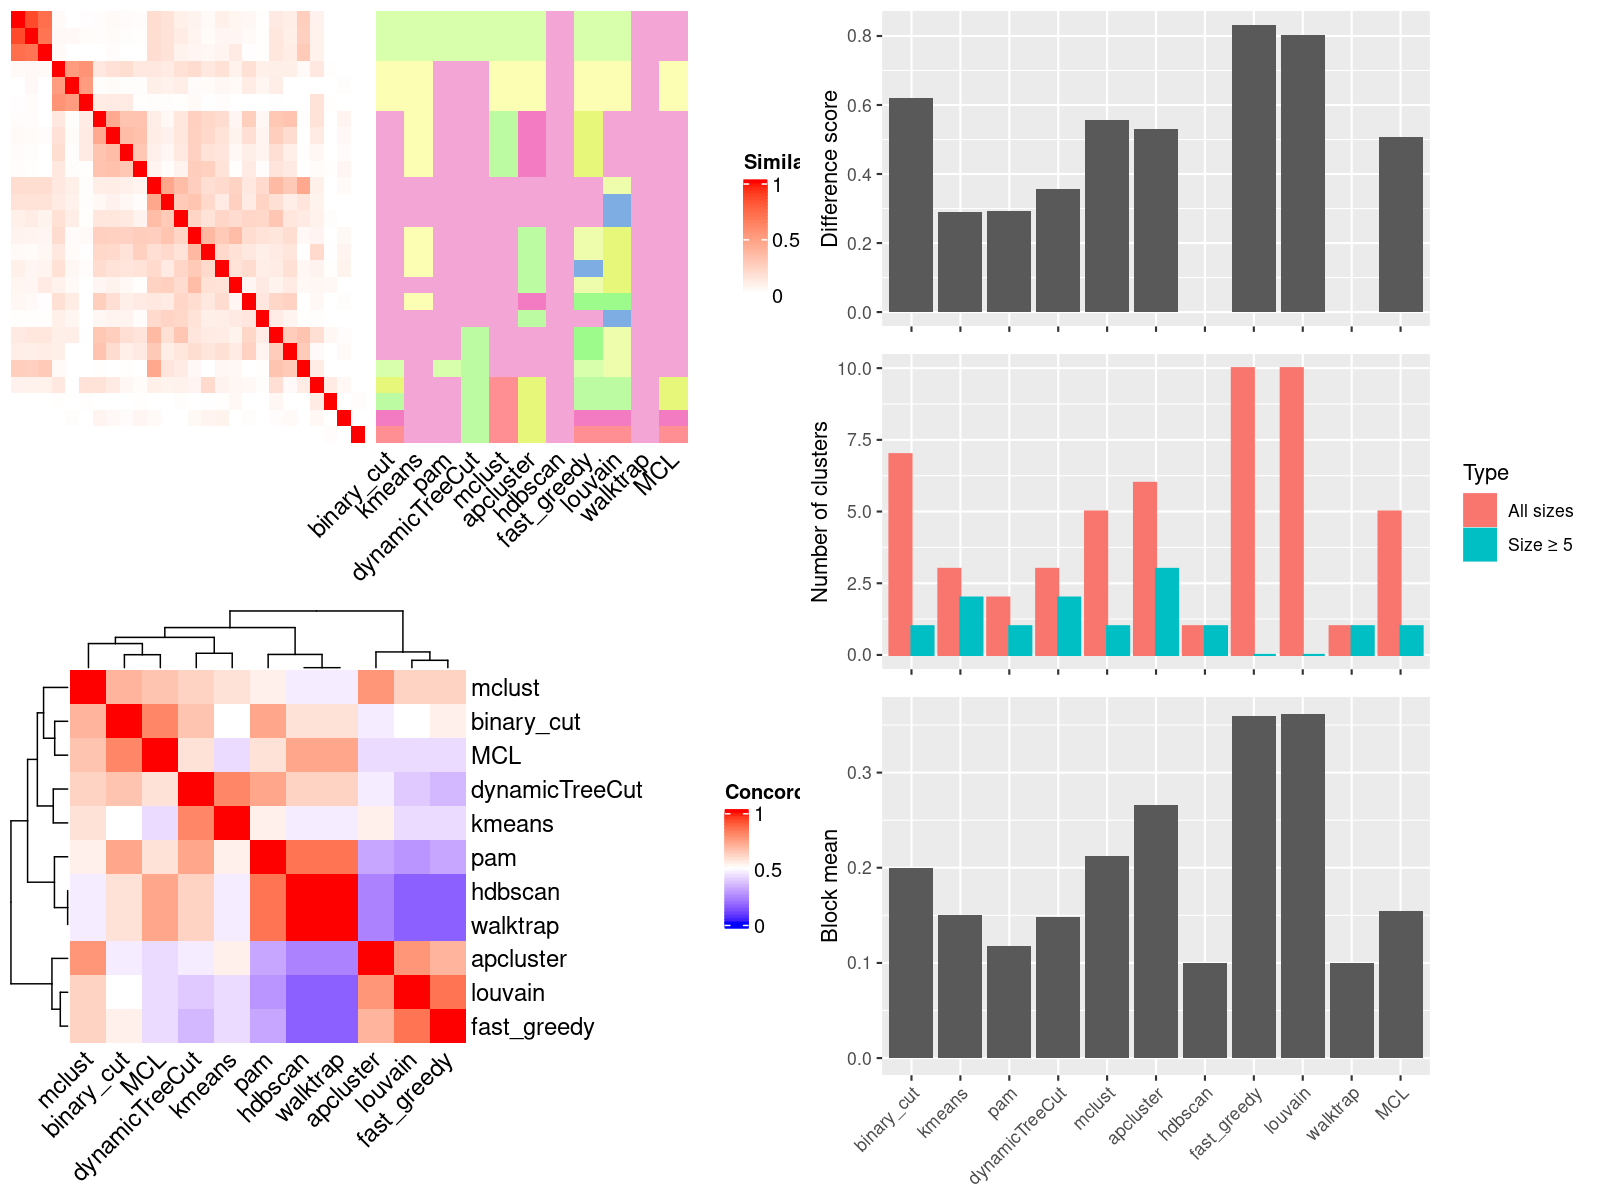 Simila
1
0.5
0
binary_cut
kmeans
pam
dynamicTreeCut
mclust
apcluster
hdbscan
fast_greedy
louvain
walktrap
MCL
mclust
binary_cut
MCL
dynamicTreeCut
kmeans
pam
hdbscan
walktrap
apcluster
louvain
fast_greedy
Concord
1
0.5
0
mclust
binary_cut
MCL
dynamicTreeCut
kmeans
pam
hdbscan
walktrap
apcluster
louvain
fast_greedy
Difference score
0.8
0.6
0.4
0.2
0.0
Number of clusters
10.0
7.5
5.0
2.5
0.0
Type
All sizes
Size ≥ 5
Block mean
0.3
0.2
0.1
0.0
binary_cut
kmeans
pam
dynamicTreeCut
mclust
apcluster
hdbscan
fast_greedy
louvain
walktrap
MCL